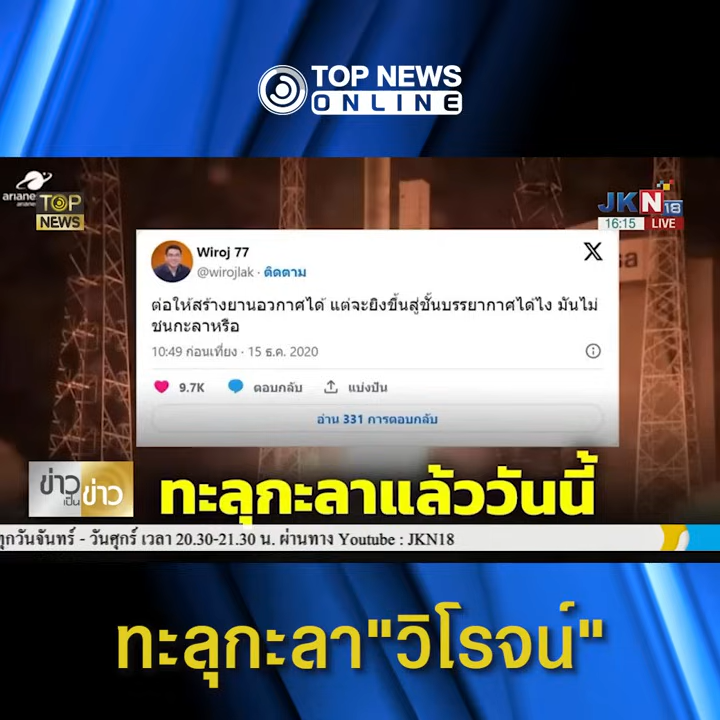 TOP NEWS
ONLINE
ariane
TOP
NEWS
JKN18
16:15 LIVE
Wiroj 77
@wirojlak · ติดตาม
ต่อให้สร้างยานอวกาศได้ แต่จะยิงขึ้นสู่ชั้นบรรยากาศได้ไง มันไม่
ชนกะลาหรือ
10:49 ก่อนเที่ยง · 15 ธ.ค. 2020
9.7K ตอบกลับ แบ่งปัน
อ่าน 331 การตอบกลับ
ข่าว
เป็น
ข่าว
ทะลุกะลาแล้ววันนี้
ทุกวันจันทร์ - วันศุกร์ เวลา 20.30-21.30 น. ผ่านทาง Youtube : JKN18
ทะลุกะลา"วิโรจน์"